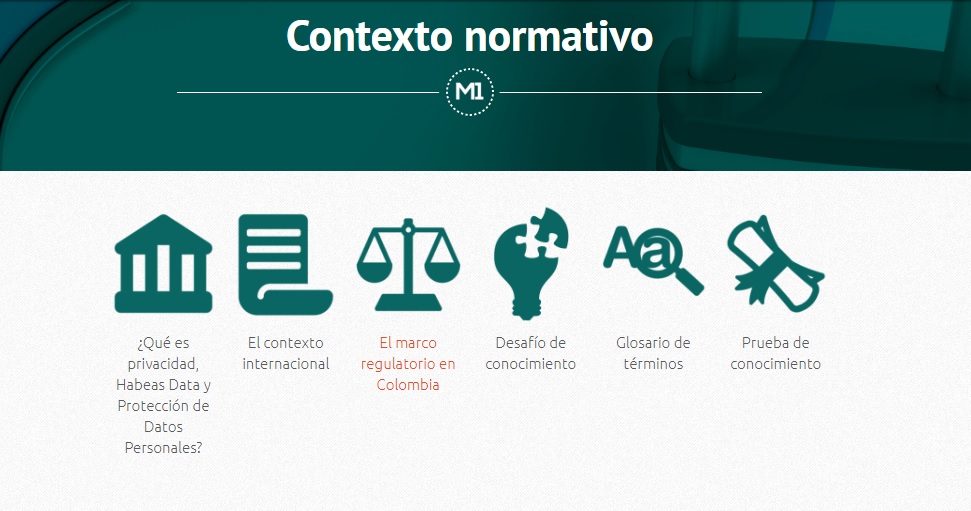 Contexto normativo
M1
¿Qué es
privacidad,
Habeas Data y
Protección de
Datos
Personales?
El contexto
internacional
El marco
regulatorio en
Colombia
Desafío de
conocimiento
Aa
Glosario de
términos
Prueba de
conocimiento